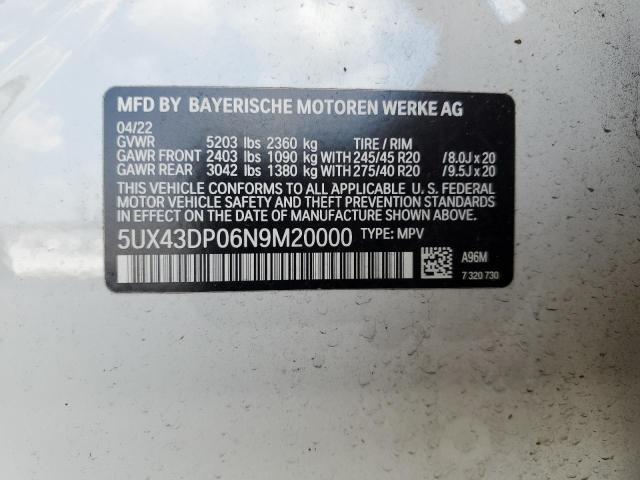 MFD BY BAYERISCHE MOTOREN WERKE AG
04/22
GVWR 5203 lbs 2360 kg TIRE / RIM
GAWR FRONT 2403 lbs 1090 kg WITH 245/45 R20 /8.0J x 20
GAWR REAR 3042 lbs 1380 kg WITH 275/40 R20 /9.5J x 20
THIS VEHICLE CONFORMS TO ALL APPLICABLE U. S. FEDERAL
MOTOR VEHICLE SAFETY AND THEFT PREVENTION STANDARDS
IN EFFECT ON THE DATE OF MANUFACTURE SHOWN ABOVE.
5UX43DP06N9M20000 TYPE: MPV
A96M
7 320 730